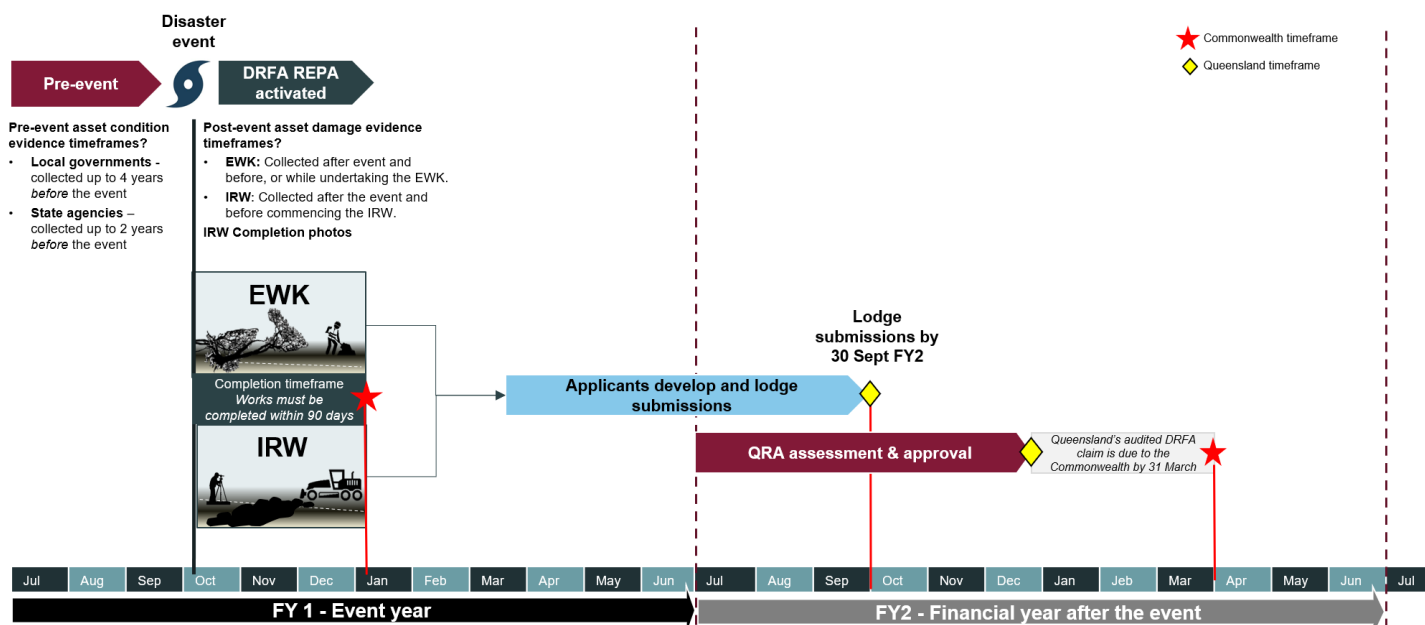 Disaster
event
Commonwealth timeframe
Queensland timeframe
Pre-event
DRFA REPA
activated
Pre-event asset condition
evidence timeframes?
• Local governments -
collected up to 4 years
before the event
• State agencies –
collected up to 2 years
before the event
Post-event asset damage evidence
timeframes?
• EWK: Collected after event and
before, or while undertaking the EWK.
• IRW: Collected after the event and
before commencing the IRW.
IRW Completion photos
EWK
Completion timeframe
Works must be
completed within 90 days
IRW
Lodge
submissions by
30 Sept FY2
Applicants develop and lodge
submissions
QRA assessment & approval
Queensland's audited DRFA
claim is due to the
Commonwealth by 31 March
Jul Aug Sep Oct Nov Dec Jan Feb Mar Apr May Jun Jul Aug Sep Oct Nov Dec Jan Jeb Mar Apr May Jun Jul
FY 1 - Event year
FY2 - Financial year after the event